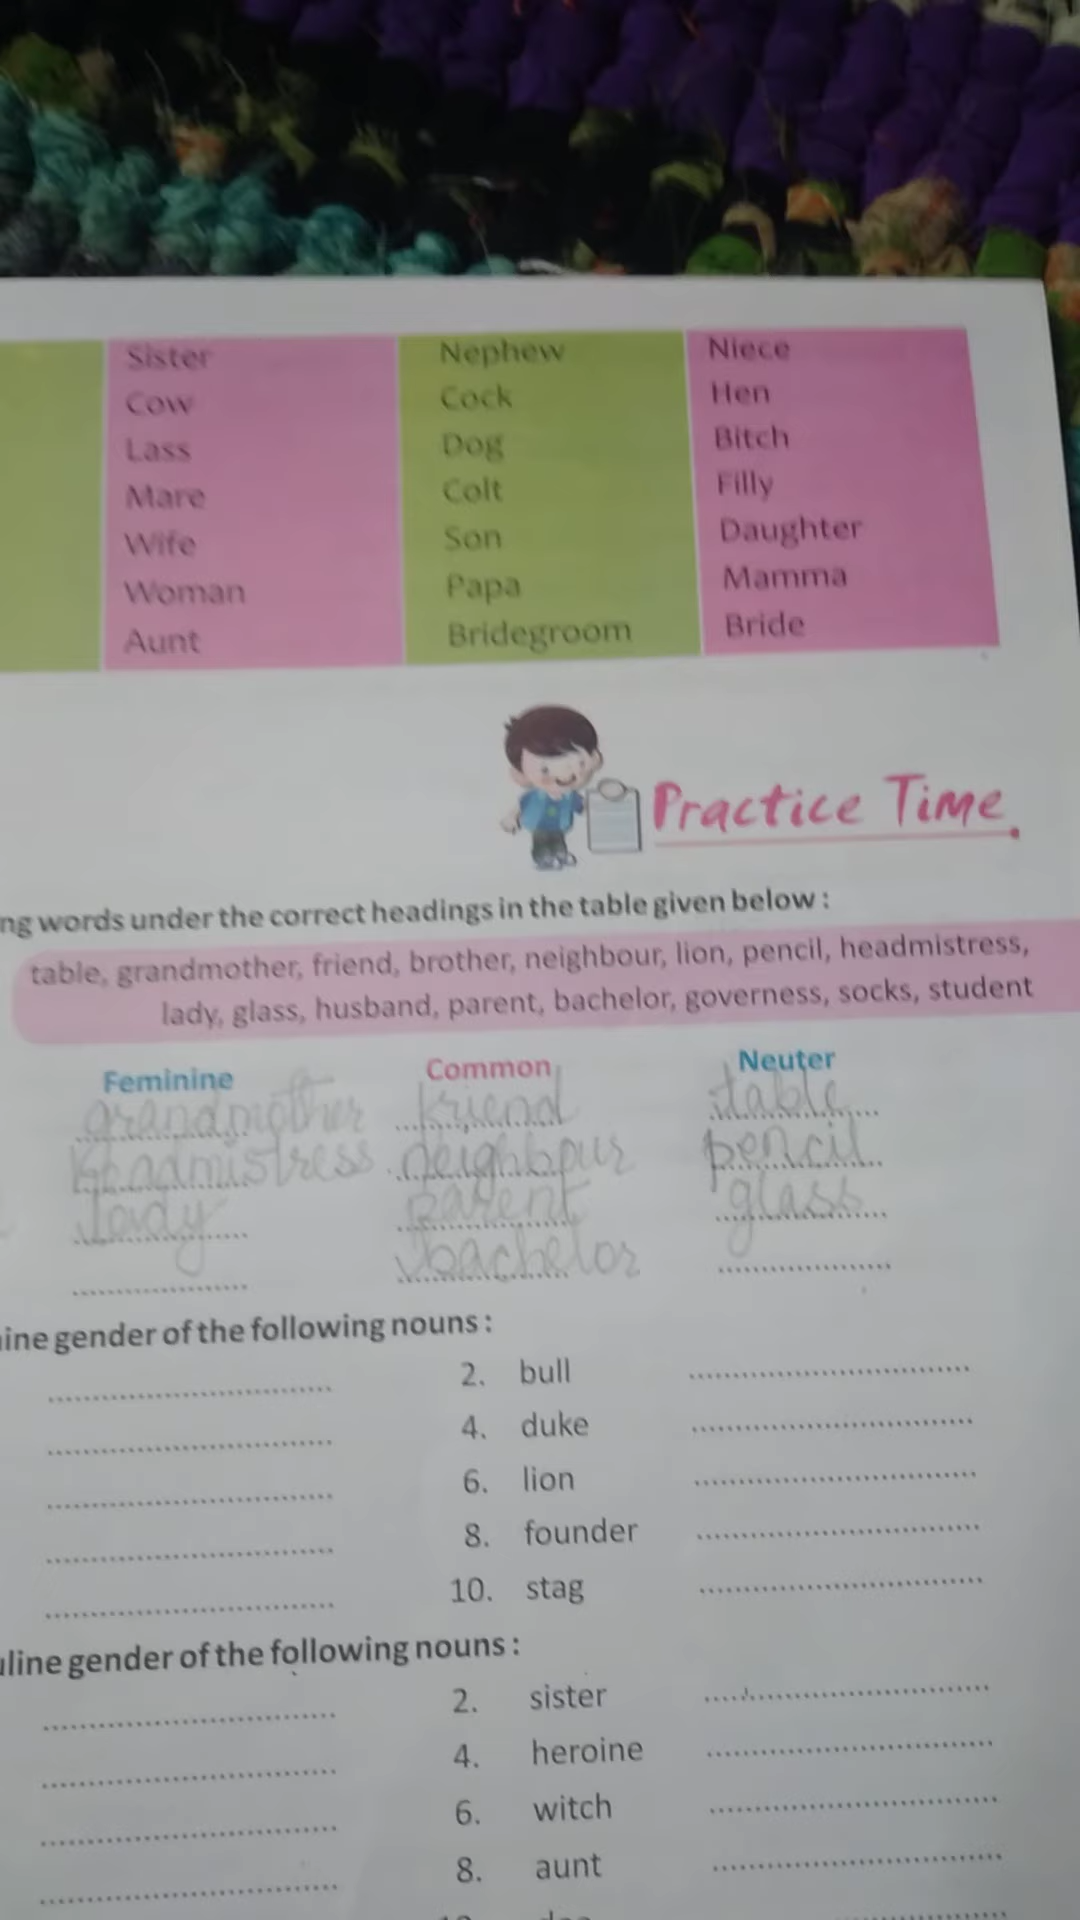 Sister Nephew Niece
Cow Cock Hen
Lass Dog Bitch
Mare Colt Filly
Wife Son Daughter
Woman Papa Mamma
Aunt Bridegroom Bride
Practice Time
words under the correct headings in the table given below :
table, grandmother, friend, brother, neighbour, lion, pencil, headmistress,
lady, glass, husband, parent, bachelor, governess, socks, student
Feminine Common Neuter
grandmother friend table
headmistress neighbour pencil
lady parent glass
bachelor
gender of the following nouns :
2. bull
4. duke
6. lion
8. founder
10. stag
gender of the following nouns :
2. sister
4. heroine
6. witch
8. aunt